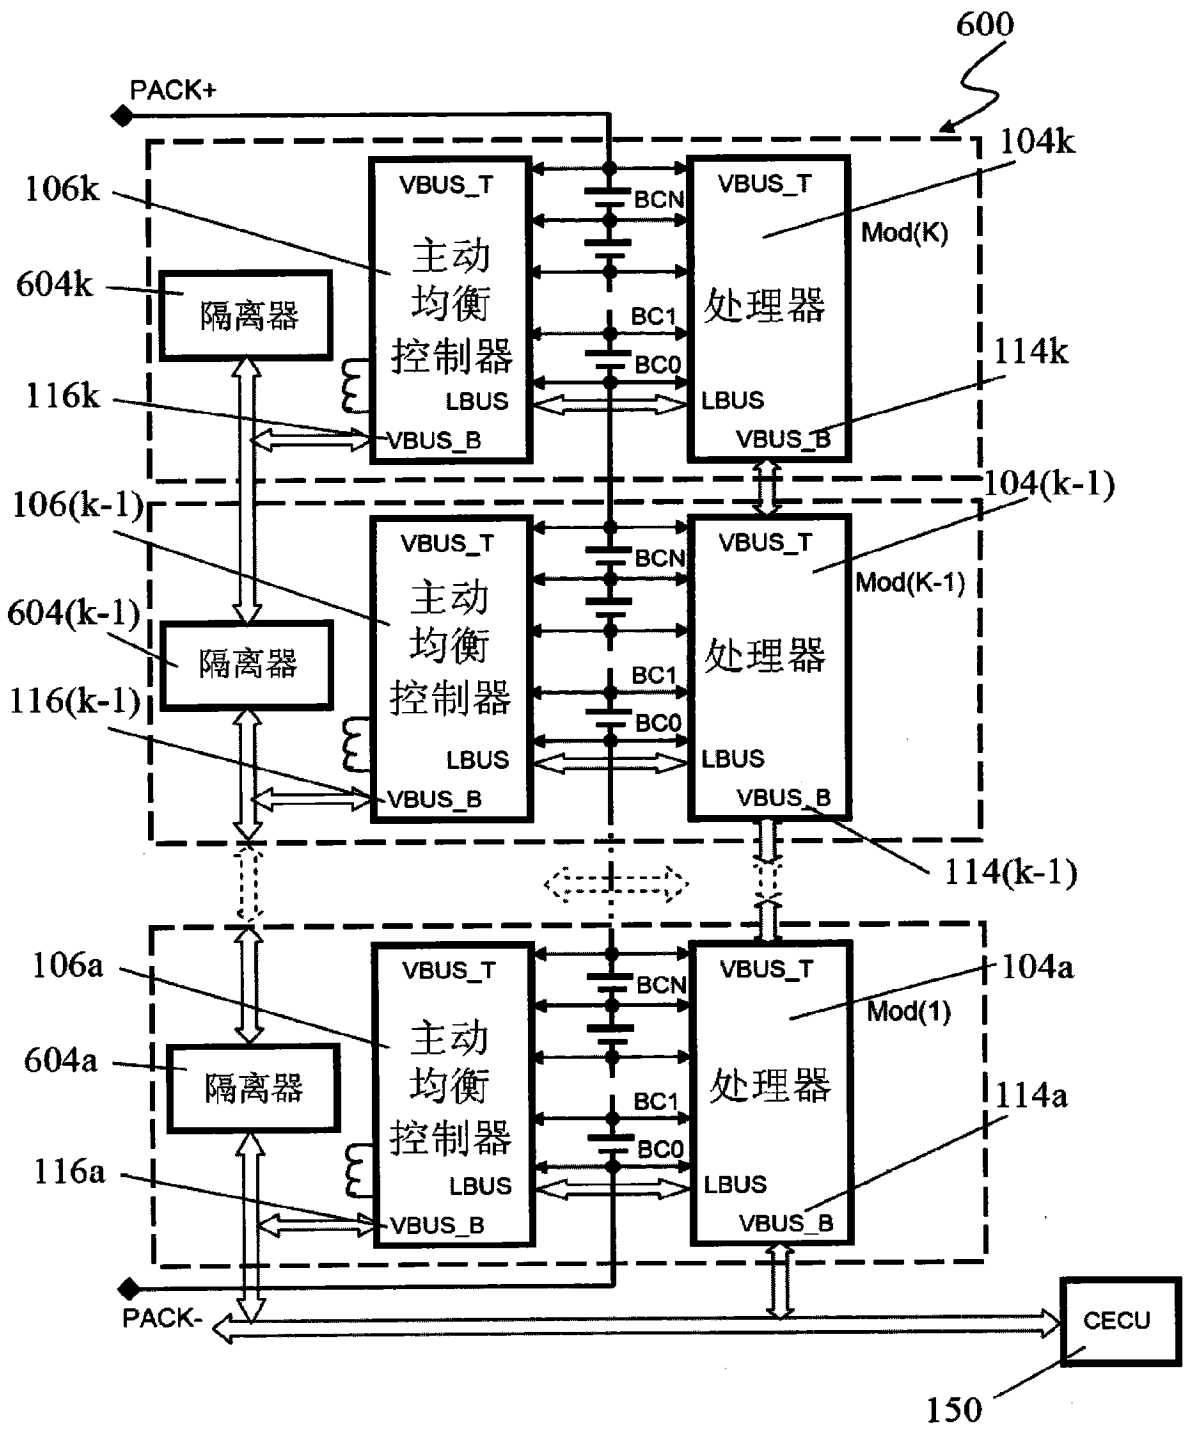 600
PACK+
104k
106k
VBUS_T
BCN
VBUS_T
Mod(K)
主动
均衡
控制器
处理器
604k
隔离器
BC1
BC0
114k
116k
LBUS
LBUS
VBUS_B
VBUS_B
104(k-1)
106(k-1)
VBUS_T
BCN
VBUS_T
Mod(K-1)
主动
均衡
控制器
处理器
604(k-1)
隔离器
BC1
BC0
116(k-1)
LBUS
LBUS
VBUS_B
VBUS_B
114(k-1)
106a
VBUS_T
BCN
VBUS_T
104a
Mod(1)
主动
均衡
控制器
处理器
604a
隔离器
BC1
BC0
114a
116a
LBUS
LBUS
VBUS_B
VBUS_B
PACK-
CECU
150